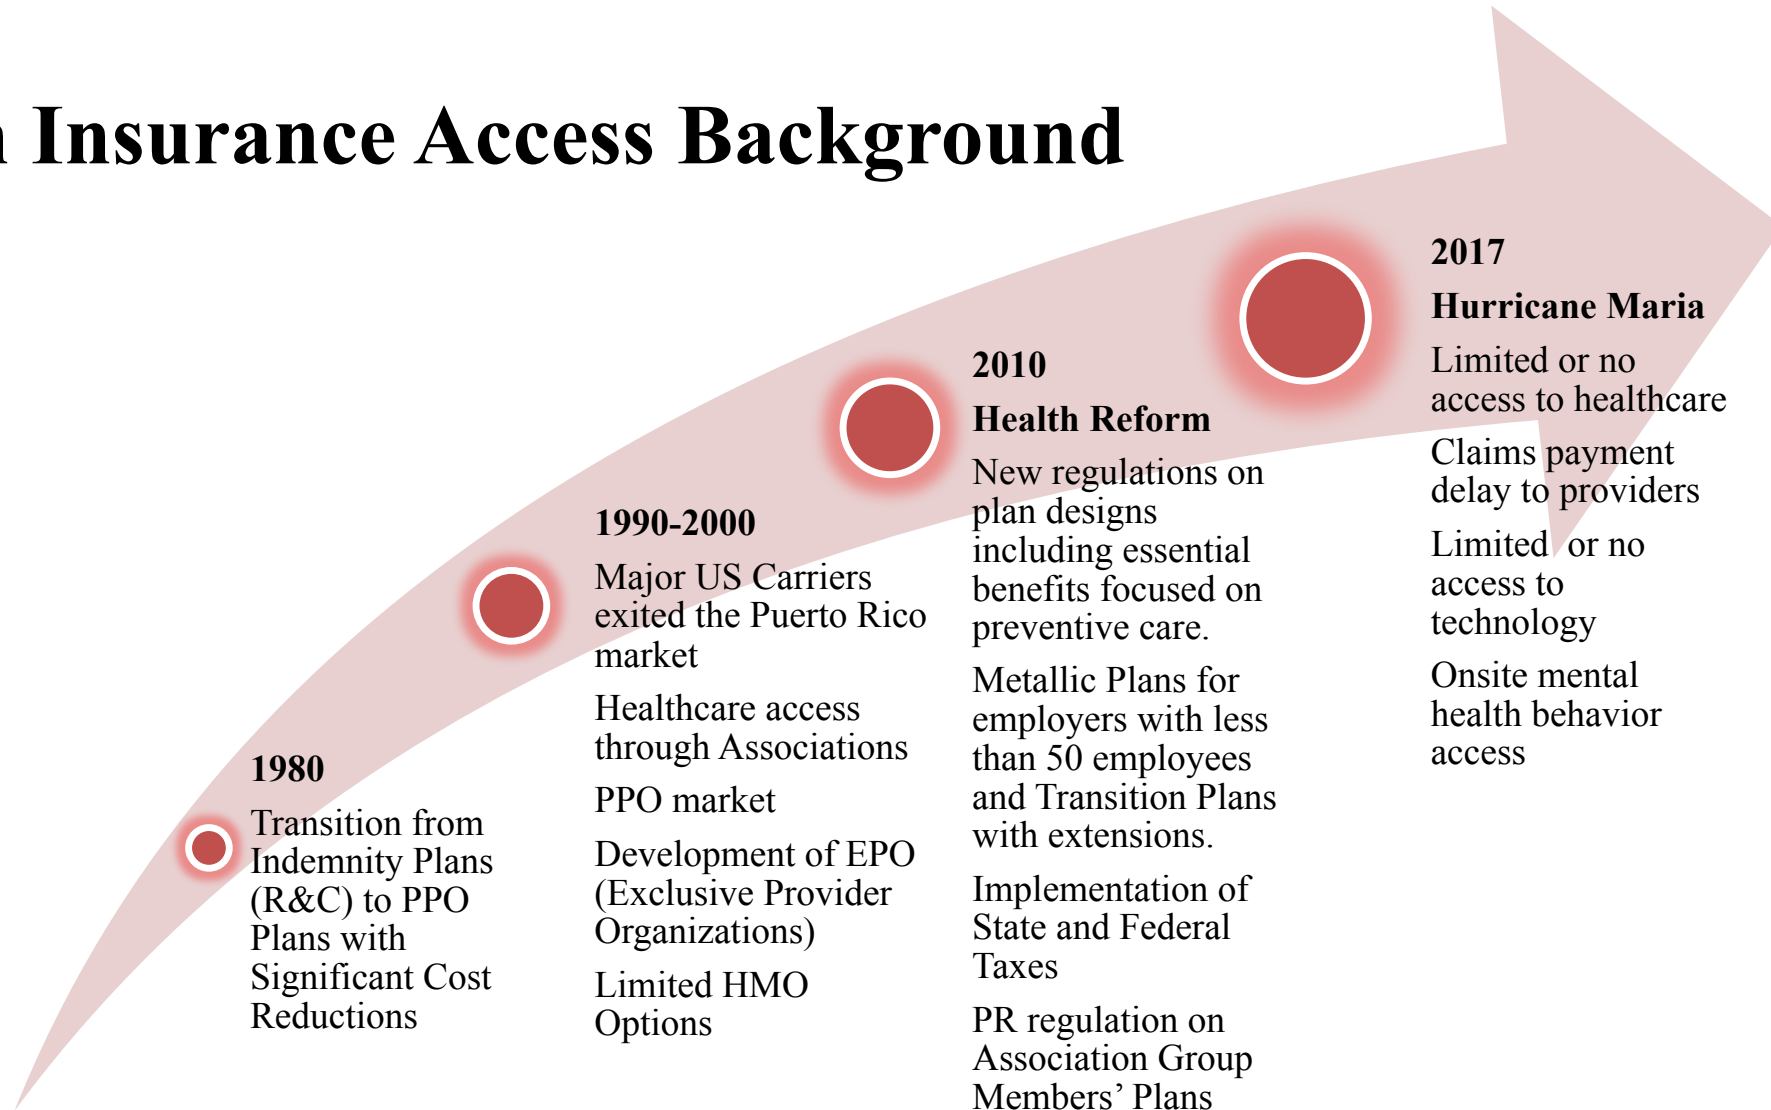 Insurance Access Background
1980
Transition from
Indemnity Plans
(R&C) to PPO
Plans with
Significant Cost
Reductions
1990-2000
Major US Carriers
exited the Puerto Rico
market
Healthcare access
through Associations
PPO market
Development of EPO
(Exclusive Provider
Organizations)
Limited HMO
Options
2010
Health Reform
New regulations on
plan designs
including essential
benefits focused on
preventive care.
Metallic Plans for
employers with less
than 50 employees
and Transition Plans
with extensions.
Implementation of
State and Federal
Taxes
PR regulation on
Association Group
Members’ Plans
2017
Hurricane Maria
Limited or no
access to healthcare
Claims payment
delay to providers
Limited  or no
access to
technology
Onsite mental
health behavior
access